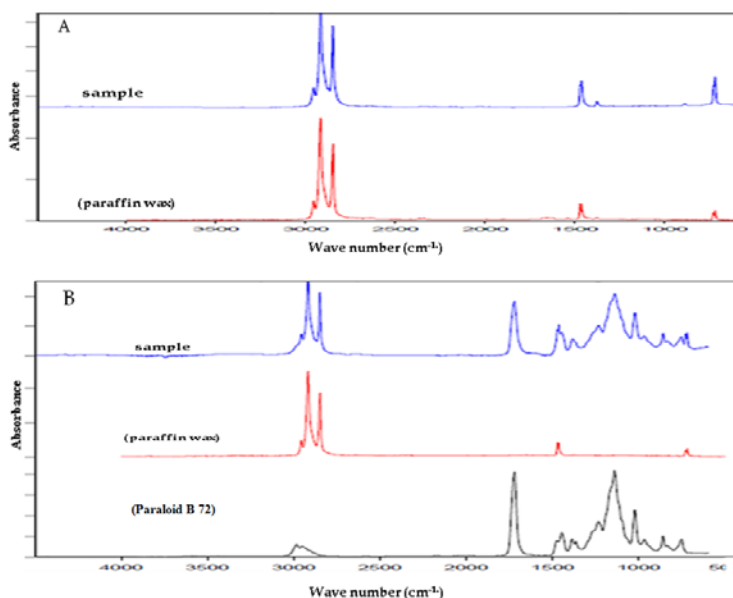 A
sample
(paraffin wax)
Absorbance
4000 3500 3000 2500 2000 1500 1000
Wave number (cm-1.)
B
sample
(paraffin wax)
(Paraloid B 72)
Absorbance
4000 3500 3000 2500 2000 1500 1000 50
Wave number (cm-1.)